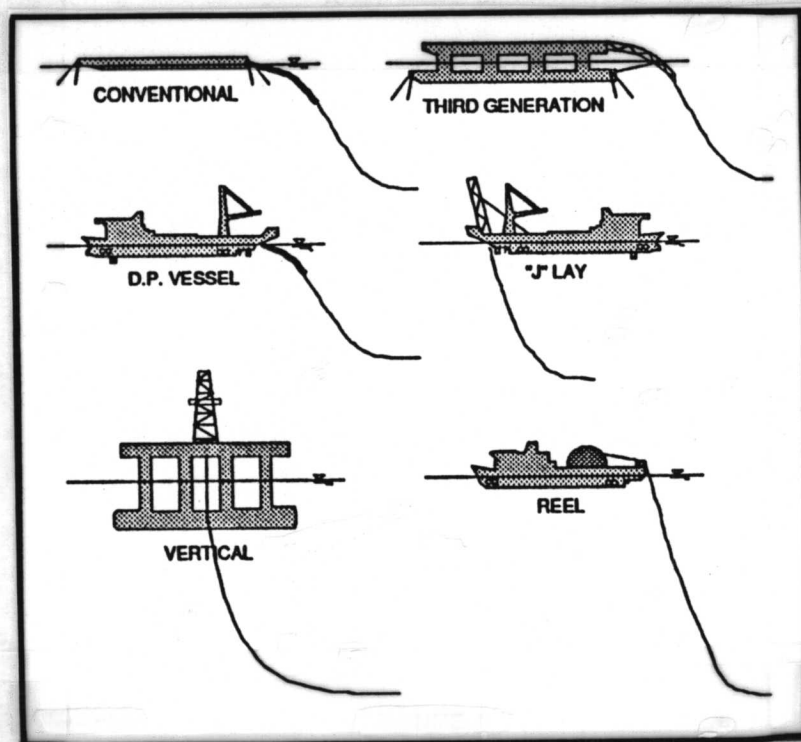 CONVENTIONAL
THIRD GENERATION
D.P. VESSEL
"J" LAY
VERTICAL
REEL